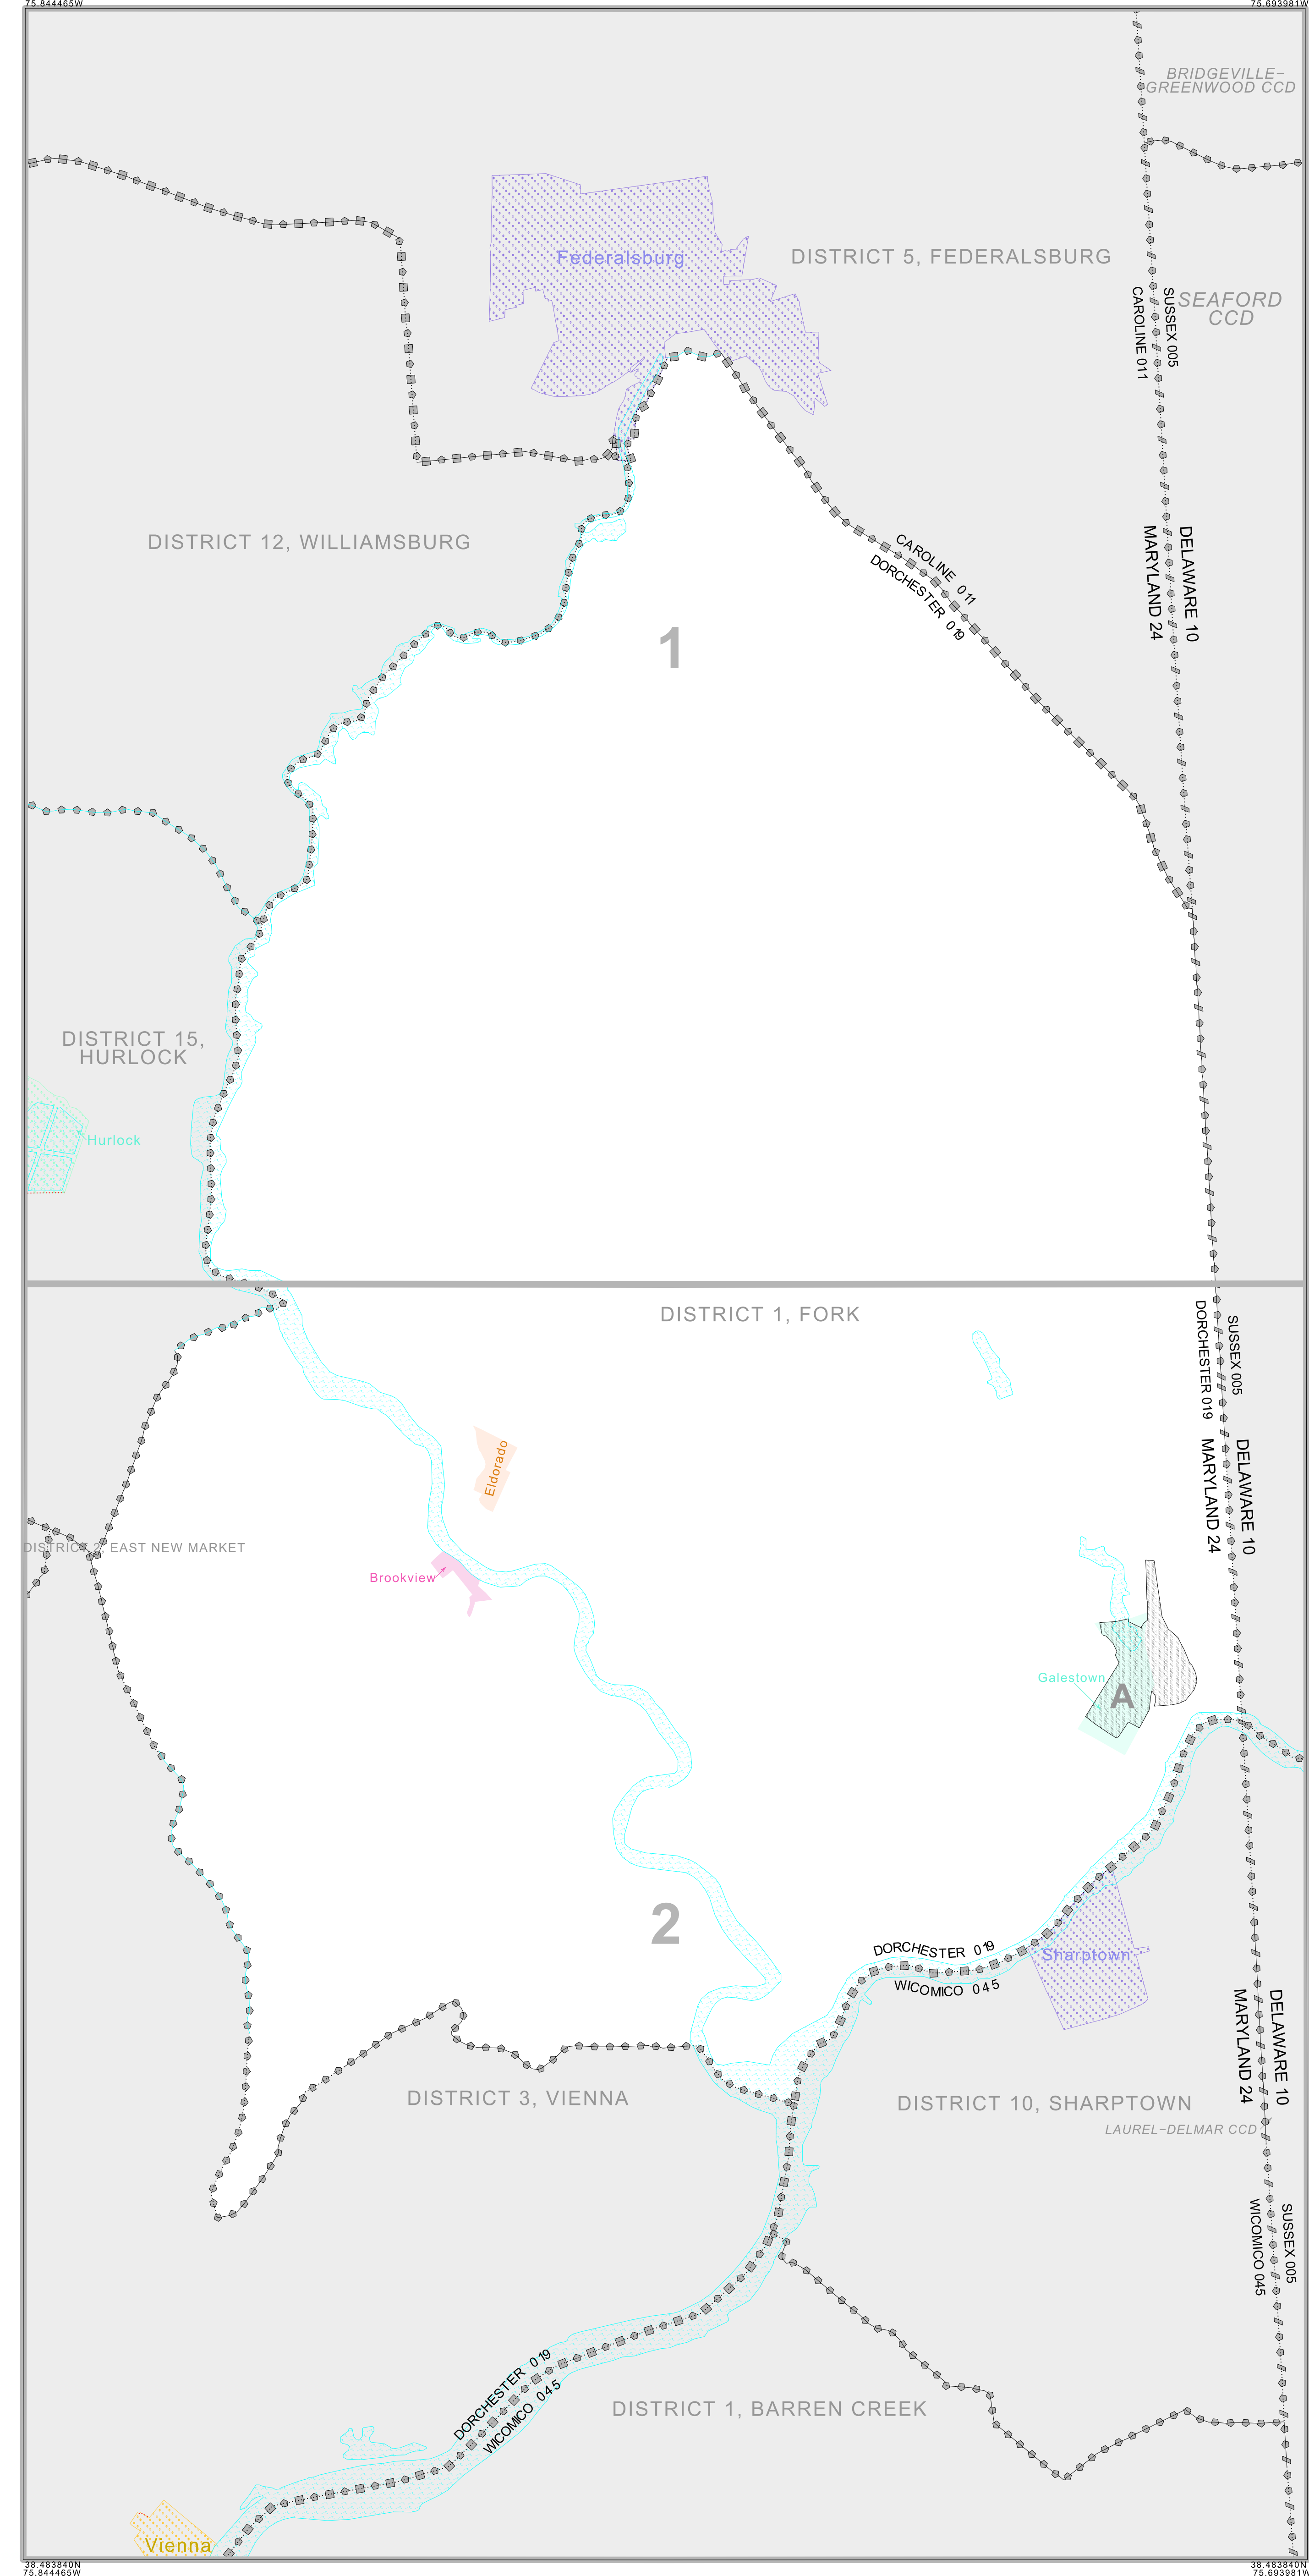 75.844465W
75.693981W
BRIDGEVILLE-
GREENWOOD CCD
Federalsburg
DISTRICT 5, FEDERALSBURG
SEAFORD
CCD
SUSSEX 005
CAROLINE 011
DISTRICT 12, WILLIAMSBURG
CAROLINE 011
DORCHESTER 019
DELAWARE 10
MARYLAND 24
1
DISTRICT 15,
HURLOCK
Hurlock
DISTRICT 1, FORK
SUSSEX 005
DORCHESTER 019
Eldorado
DELAWARE 10
MARYLAND 24
DISTRICT 2, EAST NEW MARKET
Brookview
Galestown
A
2
DORCHESTER 019
WICOMICO 045
Sharptown
DELAWARE 10
MARYLAND 24
DISTRICT 3, VIENNA
DISTRICT 10, SHARPTOWN
LAUREL-DELMAR CCD
SUSSEX 005
WICOMICO 045
DORCHESTER 019
WICOMICO 045
DISTRICT 1, BARREN CREEK
Vienna
38.483840N
75.844465W
38.483840N
75.693981W